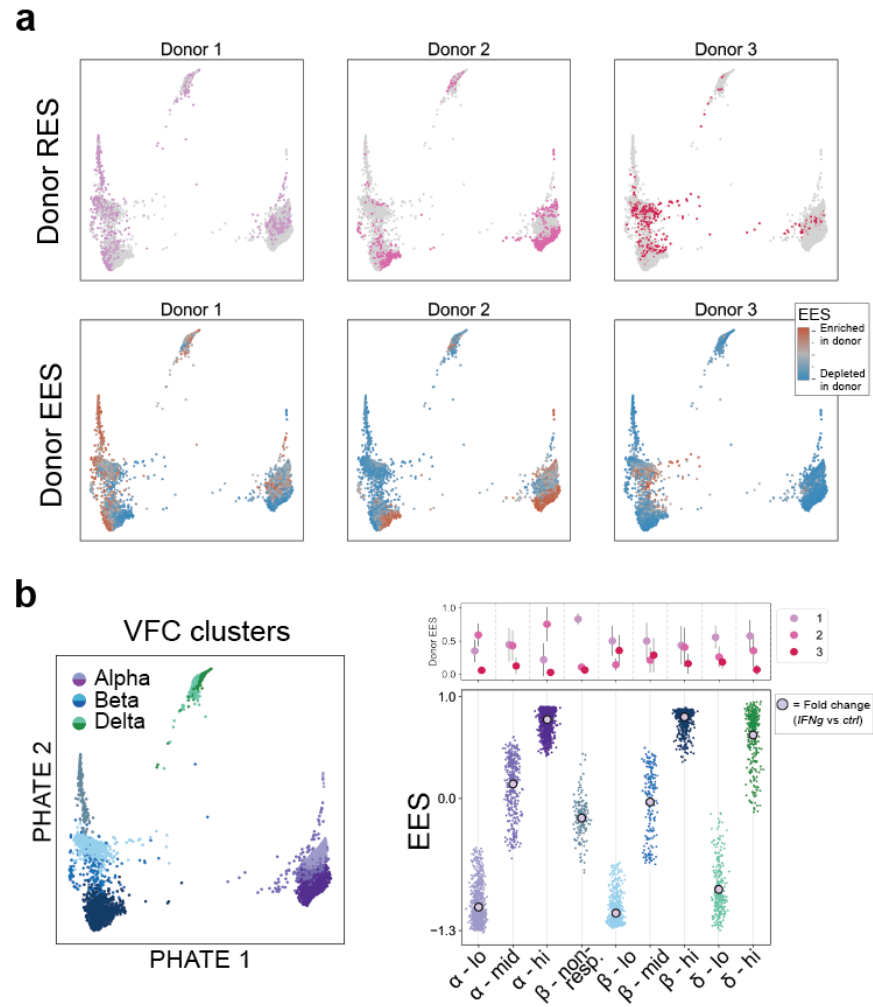 a
Donor 1
Donor 2
Donor 3
Donor RES
Donor 1
Donor 2
Donor 3
Donor EES
EES
Enriched
in donor
Depleted
in donor
b
VFC clusters
Alpha
Beta
Delta
PHATE 2
PHATE 1
Donor EES
1.0
0.5
0.0
1
2
3
EES
1.0
0.0
−1.3
= Fold change
(IFNg vs ctrl)
α - lo
α - mid
α - hi
β - non-
resp.
β - lo
β - mid
β - hi
δ - lo
δ - hi